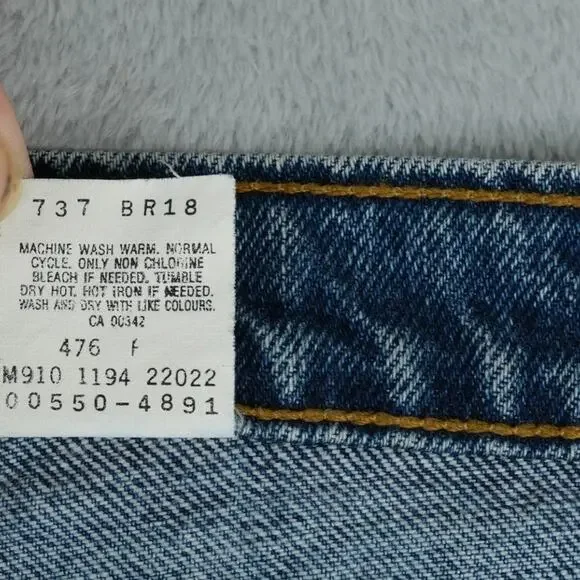 737 BR18
MACHINE WASH WARM. NORMAL
CYCLE. ONLY NON CHLORINE
BLEACH IF NEEDED. TUMBLE
DRY HOT. HOT IRON IF NEEDED.
WASH AND DRY WITH LIKE COLOURS.
CA 00342
476 F
M910 1194 22022
00550-4891